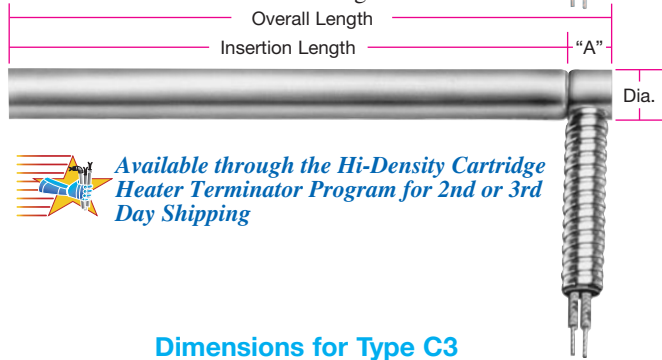 Overall Length
Insertion Length
“A”
Dia.
Available through the Hi-Density Cartridge
Heater Terminator Program for 2nd or 3rd
Day Shipping
Dimensions for Type C3